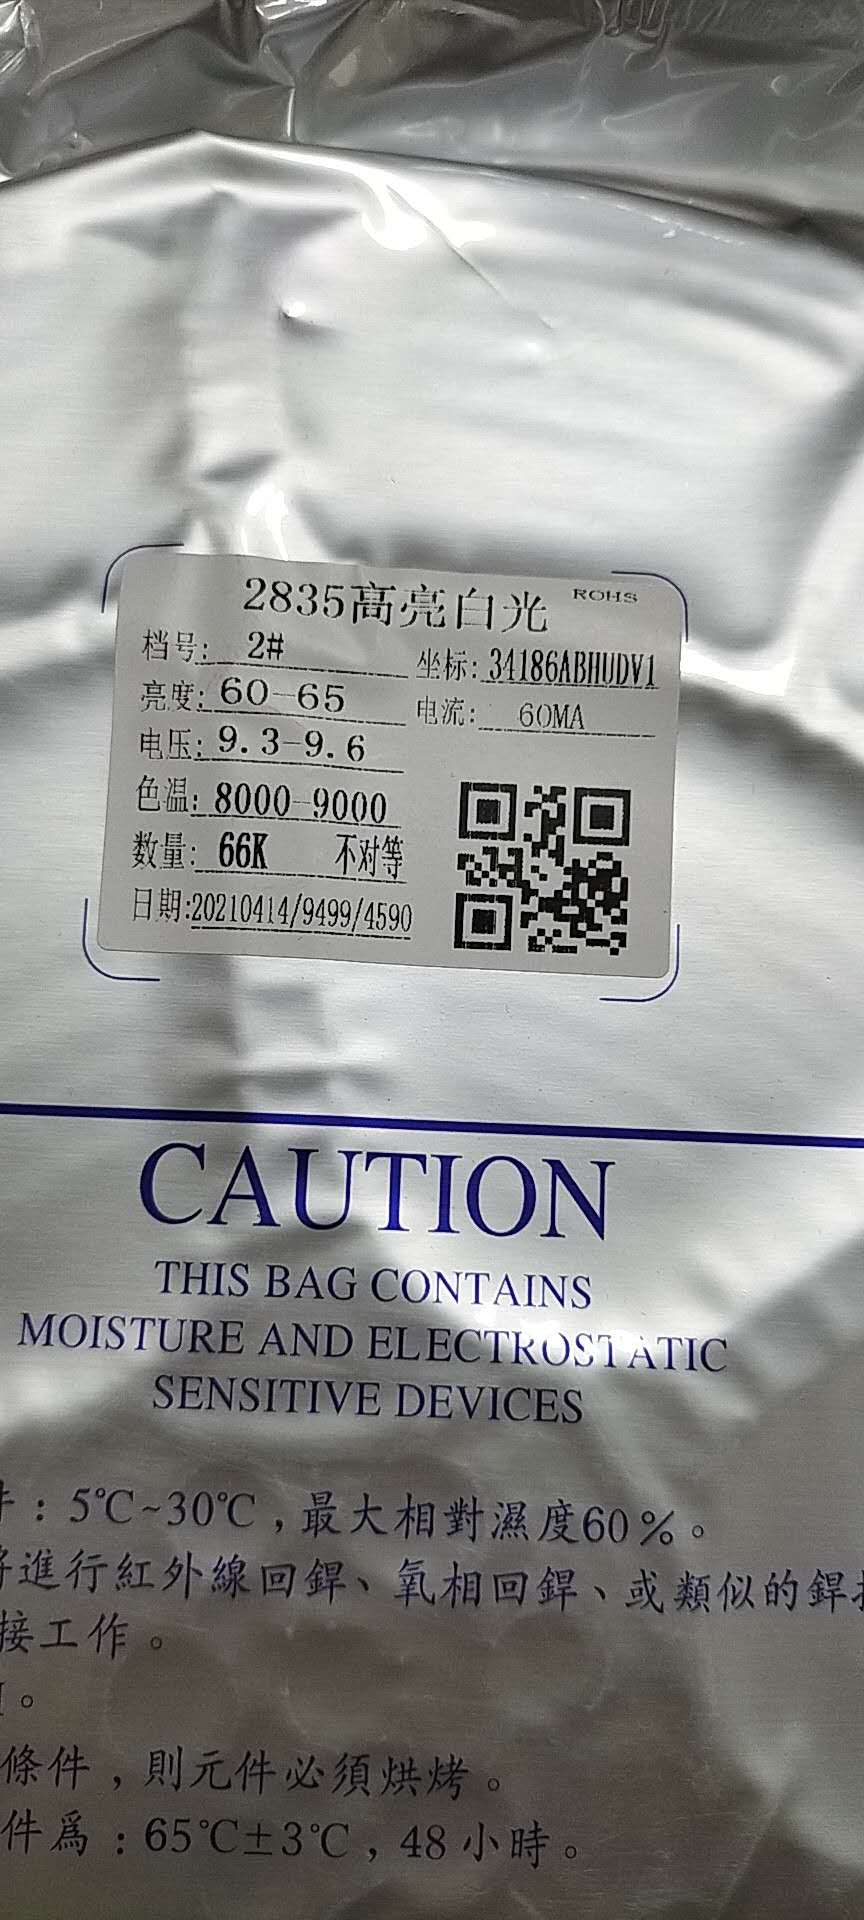 2835高亮白光 ROHS
档号: 2#
坐标: 34186ABHUDV1
亮度: 60-65
电流: 60MA
电压: 9.3-9.6
色温: 8000-9000
数量: 66K 不对等
日期:20210414/9499/4590
CAUTION
THIS BAG CONTAINS
MOISTURE AND ELECTROSTATIC
SENSITIVE DEVICES
: 5℃~30℃,最大相對濕度60%。
進行紅外線回銲、氧相回銲、或類似的銲
接工作。
。
條件,則元件必須烘烤。
件爲:65℃±3℃,48小時。